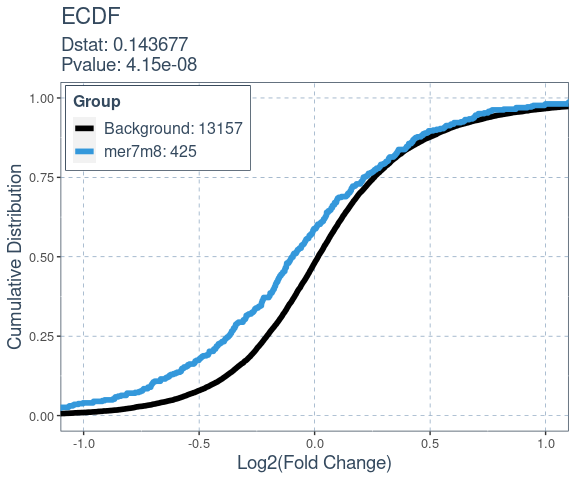 ECDF
Dstat: 0.143677
Pvalue: 4.15e-08
Group
Background: 13157
mer7m8: 425
Cumulative Distribution
1.00
0.75
0.50
0.25
0.00
-1.0
-0.5
0.0
0.5
1.0
Log2(Fold Change)